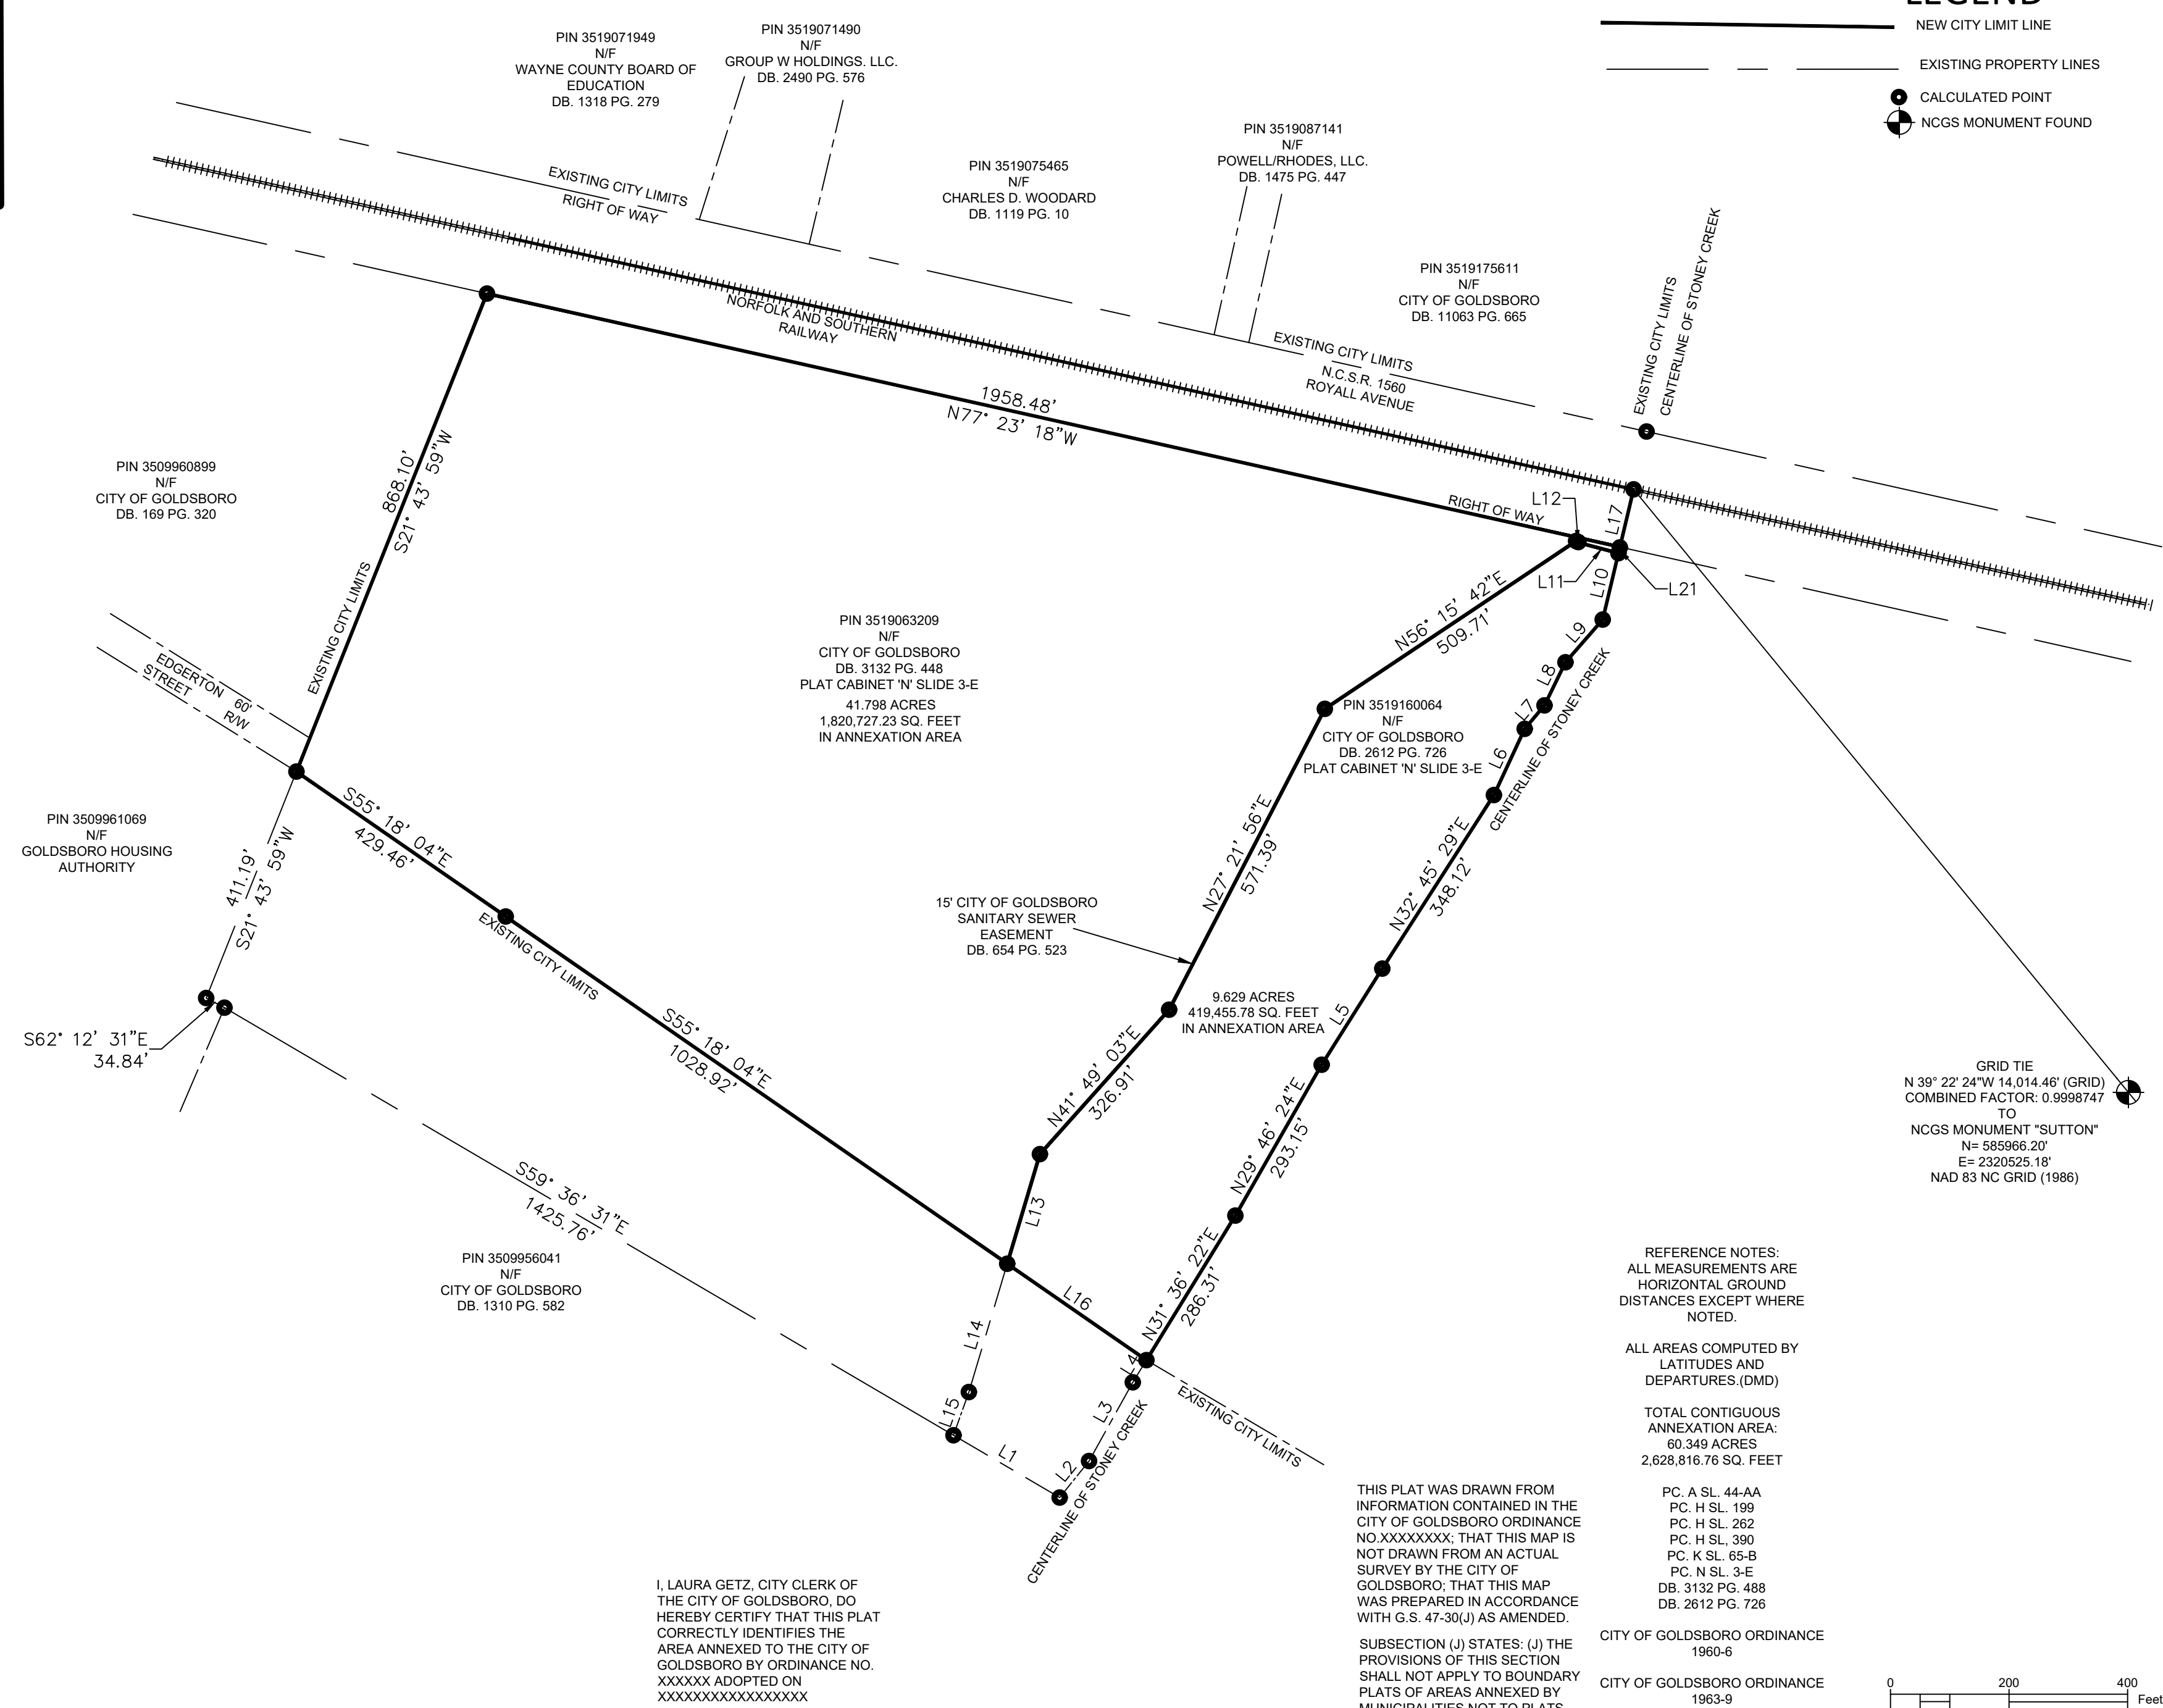 LEGEND
NEW CITY LIMIT LINE
EXISTING PROPERTY LINES
CALCULATED POINT
NCGS MONUMENT FOUND
PIN 3519071949
N/F
WAYNE COUNTY BOARD OF
EDUCATION
DB. 1318 PG. 279
PIN 3519071490
N/F
GROUP W HOLDINGS. LLC.
DB. 2490 PG. 576
PIN 3519075465
N/F
CHARLES D. WOODARD
DB. 1119 PG. 10
PIN 3519087141
N/F
POWELL/RHODES, LLC.
DB. 1475 PG. 447
PIN 3519175611
N/F
CITY OF GOLDSBORO
DB. 11063 PG. 665
EXISTING CITY LIMITS
RIGHT OF WAY
NORFOLK AND SOUTHERN
RAILWAY
EXISTING CITY LIMITS
N.C.S.R. 1560
ROYALL AVENUE
EXISTING CITY LIMITS
CENTERLINE OF STONEY CREEK
1958.48'
N77° 23' 18"W
RIGHT OF WAY
L12
L17
L11
L10
L21
L9
L8
L7
L6
CENTERLINE OF STONEY CREEK
868.10'
S21° 43' 59"W
EXISTING CITY LIMITS
PIN 3509960899
N/F
CITY OF GOLDSBORO
DB. 169 PG. 320
EDGERTON
STREET
60'
R/W
PIN 3519063209
N/F
CITY OF GOLDSBORO
DB. 3132 PG. 448
PLAT CABINET 'N' SLIDE 3-E
41.798 ACRES
1,820,727.23 SQ. FEET
IN ANNEXATION AREA
N56° 15' 42"E
509.71'
PIN 3519160064
N/F
CITY OF GOLDSBORO
DB. 2612 PG. 726
PLAT CABINET 'N' SLIDE 3-E
PIN 3509961069
N/F
GOLDSBORO HOUSING
AUTHORITY
411.19'
S21° 43' 59"W
S62° 12' 31"E
34.84'
S55° 18' 04"E
429.46'
EXISTING CITY LIMITS
S55° 18' 04"E
1028.92'
15' CITY OF GOLDSBORO
SANITARY SEWER
EASEMENT
DB. 654 PG. 523
N27° 21' 56"E
571.39'
N32° 45' 29"E
348.12'
9.629 ACRES
419,455.78 SQ. FEET
IN ANNEXATION AREA
L5
N41° 49' 03"E
326.91'
N29° 46' 24"E
293.15'
L13
L16
N31° 36' 22"E
286.31'
S59° 36' 31"E
1425.76'
PIN 3509956041
N/F
CITY OF GOLDSBORO
DB. 1310 PG. 582
L14
L15
L1
L2
L3
L4
CENTERLINE OF STONEY CREEK
EXISTING CITY LIMITS
GRID TIE
N 39° 22' 24"W 14,014.46' (GRID)
COMBINED FACTOR: 0.9998747
TO
NCGS MONUMENT "SUTTON"
N= 585966.20'
E= 2320525.18'
NAD 83 NC GRID (1986)
REFERENCE NOTES:
ALL MEASUREMENTS ARE
HORIZONTAL GROUND
DISTANCES EXCEPT WHERE
NOTED.
ALL AREAS COMPUTED BY
LATITUDES AND
DEPARTURES.(DMD)
TOTAL CONTIGUOUS
ANNEXATION AREA:
60.349 ACRES
2,628,816.76 SQ. FEET
PC. A SL. 44-AA
PC. H SL. 199
PC. H SL. 262
PC. H SL, 390
PC. K SL. 65-B
PC. N SL. 3-E
DB. 3132 PG. 488
DB. 2612 PG. 726
CITY OF GOLDSBORO ORDINANCE
1960-6
CITY OF GOLDSBORO ORDINANCE
1963-9
THIS PLAT WAS DRAWN FROM
INFORMATION CONTAINED IN THE
CITY OF GOLDSBORO ORDINANCE
NO.XXXXXXXX; THAT THIS MAP IS
NOT DRAWN FROM AN ACTUAL
SURVEY BY THE CITY OF
GOLDSBORO; THAT THIS MAP
WAS PREPARED IN ACCORDANCE
WITH G.S. 47-30(J) AS AMENDED.
SUBSECTION (J) STATES: (J) THE
PROVISIONS OF THIS SECTION
SHALL NOT APPLY TO BOUNDARY
PLATS OF AREAS ANNEXED BY
MUNICIPALITIES NOT TO PLATS
I, LAURA GETZ, CITY CLERK OF
THE CITY OF GOLDSBORO, DO
HEREBY CERTIFY THAT THIS PLAT
CORRECTLY IDENTIFIES THE
AREA ANNEXED TO THE CITY OF
GOLDSBORO BY ORDINANCE NO.
XXXXXX ADOPTED ON
XXXXXXXXXXXXXXXXX
0 200 400
Feet